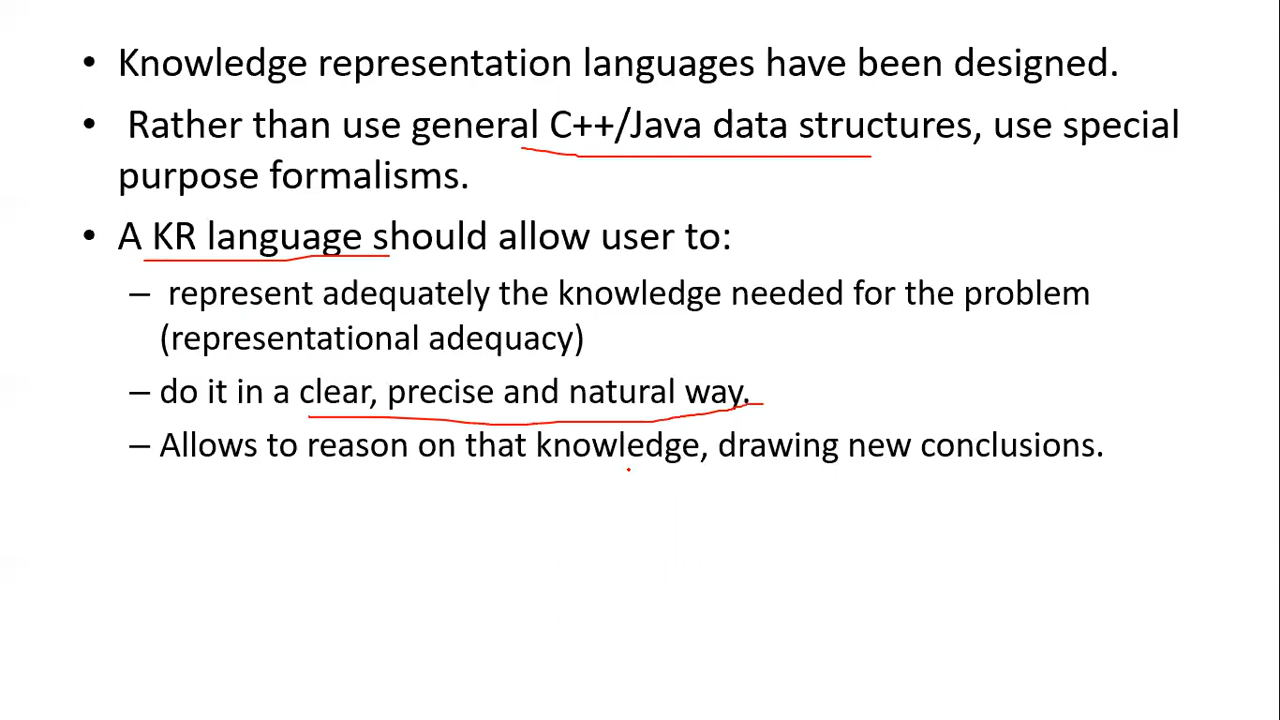 • Knowledge representation languages have been designed.
• Rather than use general C++/Java data structures, use special
purpose formalisms.
• A KR language should allow user to:
– represent adequately the knowledge needed for the problem
(representational adequacy)
– do it in a clear, precise and natural way.
– Allows to reason on that knowledge, drawing new conclusions.